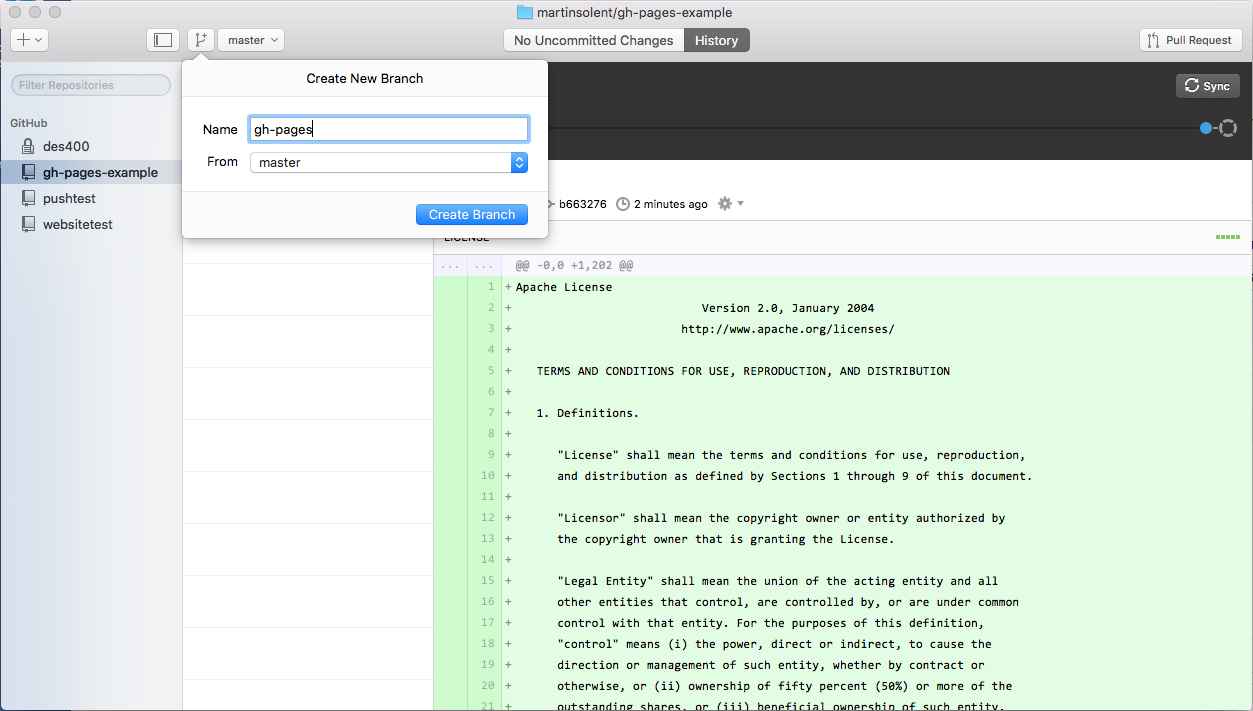 martinsolent/gh-pages-example
master
No Uncommitted Changes
History
Pull Request
Filter Repositories
GitHub
des400
gh-pages-example
pushtest
websitetest
Create New Branch
Name
gh-pages
From
master
Create Branch
Sync
b663276
2 minutes ago
LICENSE
... ... @@ -0,0 +1,202 @@
1 + Apache License
2 + Version 2.0, January 2004
3 + http://www.apache.org/licenses/
4 +
5 + TERMS AND CONDITIONS FOR USE, REPRODUCTION, AND DISTRIBUTION
6 +
7 + 1. Definitions.
8 +
9 + "License" shall mean the terms and conditions for use, reproduction,
10 + and distribution as defined by Sections 1 through 9 of this document.
11 +
12 + "Licensor" shall mean the copyright owner or entity authorized by
13 + the copyright owner that is granting the License.
14 +
15 + "Legal Entity" shall mean the union of the acting entity and all
16 + other entities that control, are controlled by, or are under common
17 + control with that entity. For the purposes of this definition,
18 + "control" means (i) the power, direct or indirect, to cause the
19 + direction or management of such entity, whether by contract or
20 + otherwise, or (ii) ownership of fifty percent (50%) or more of the
21 + outstanding shares, or (iii) beneficial ownership of such entity.